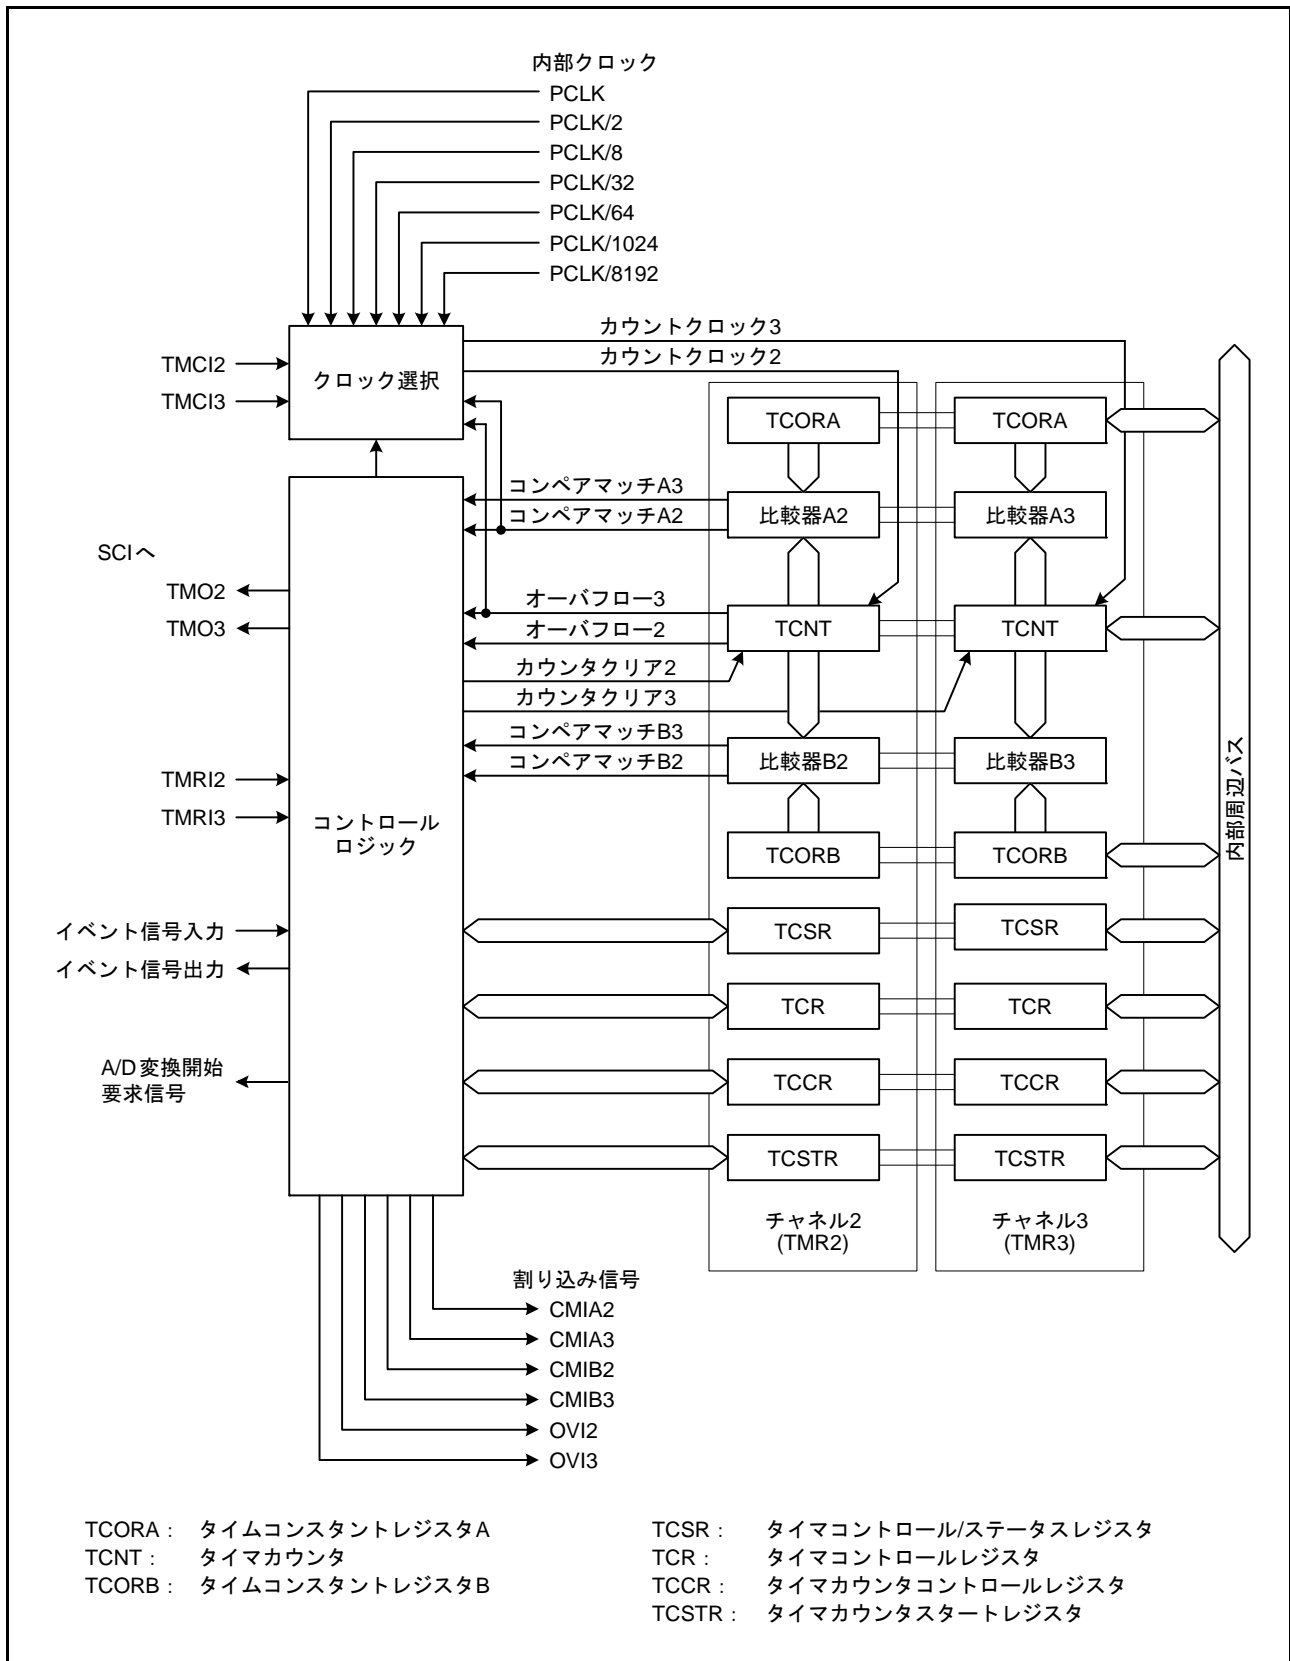 内部クロック
PCLK
PCLK/2
PCLK/8
PCLK/32
PCLK/64
PCLK/1024
PCLK/8192
カウントクロック3
カウントクロック2
TMCI2
TMCI3
クロック選択
TCORA
TCORA
コンペアマッチA3
コンペアマッチA2
比較器A2
比較器A3
SCIへ
TMO2
TMO3
オーバフロー3
オーバフロー2
TCNT
TCNT
カウンタクリア2
カウンタクリア3
コンペアマッチB3
コンペアマッチB2
比較器B2
比較器B3
内部周辺バス
TMRI2
TMRI3
コントロール
ロジック
TCORB
TCORB
イベント信号入力
イベント信号出力
TCSR
TCSR
TCR
TCR
A/D変換開始
要求信号
TCCR
TCCR
TCSTR
TCSTR
チャネル2
(TMR2)
チャネル3
(TMR3)
割り込み信号
CMIA2
CMIA3
CMIB2
CMIB3
OVI2
OVI3
TCORA : タイムコンスタントレジスタA
TCNT : タイマカウンタ
TCORB : タイムコンスタントレジスタB
TCSR : タイマコントロール/ステータスレジスタ
TCR : タイマコントロールレジスタ
TCCR : タイマカウンタコントロールレジスタ
TCSTR : タイマカウンタスタートレジスタ